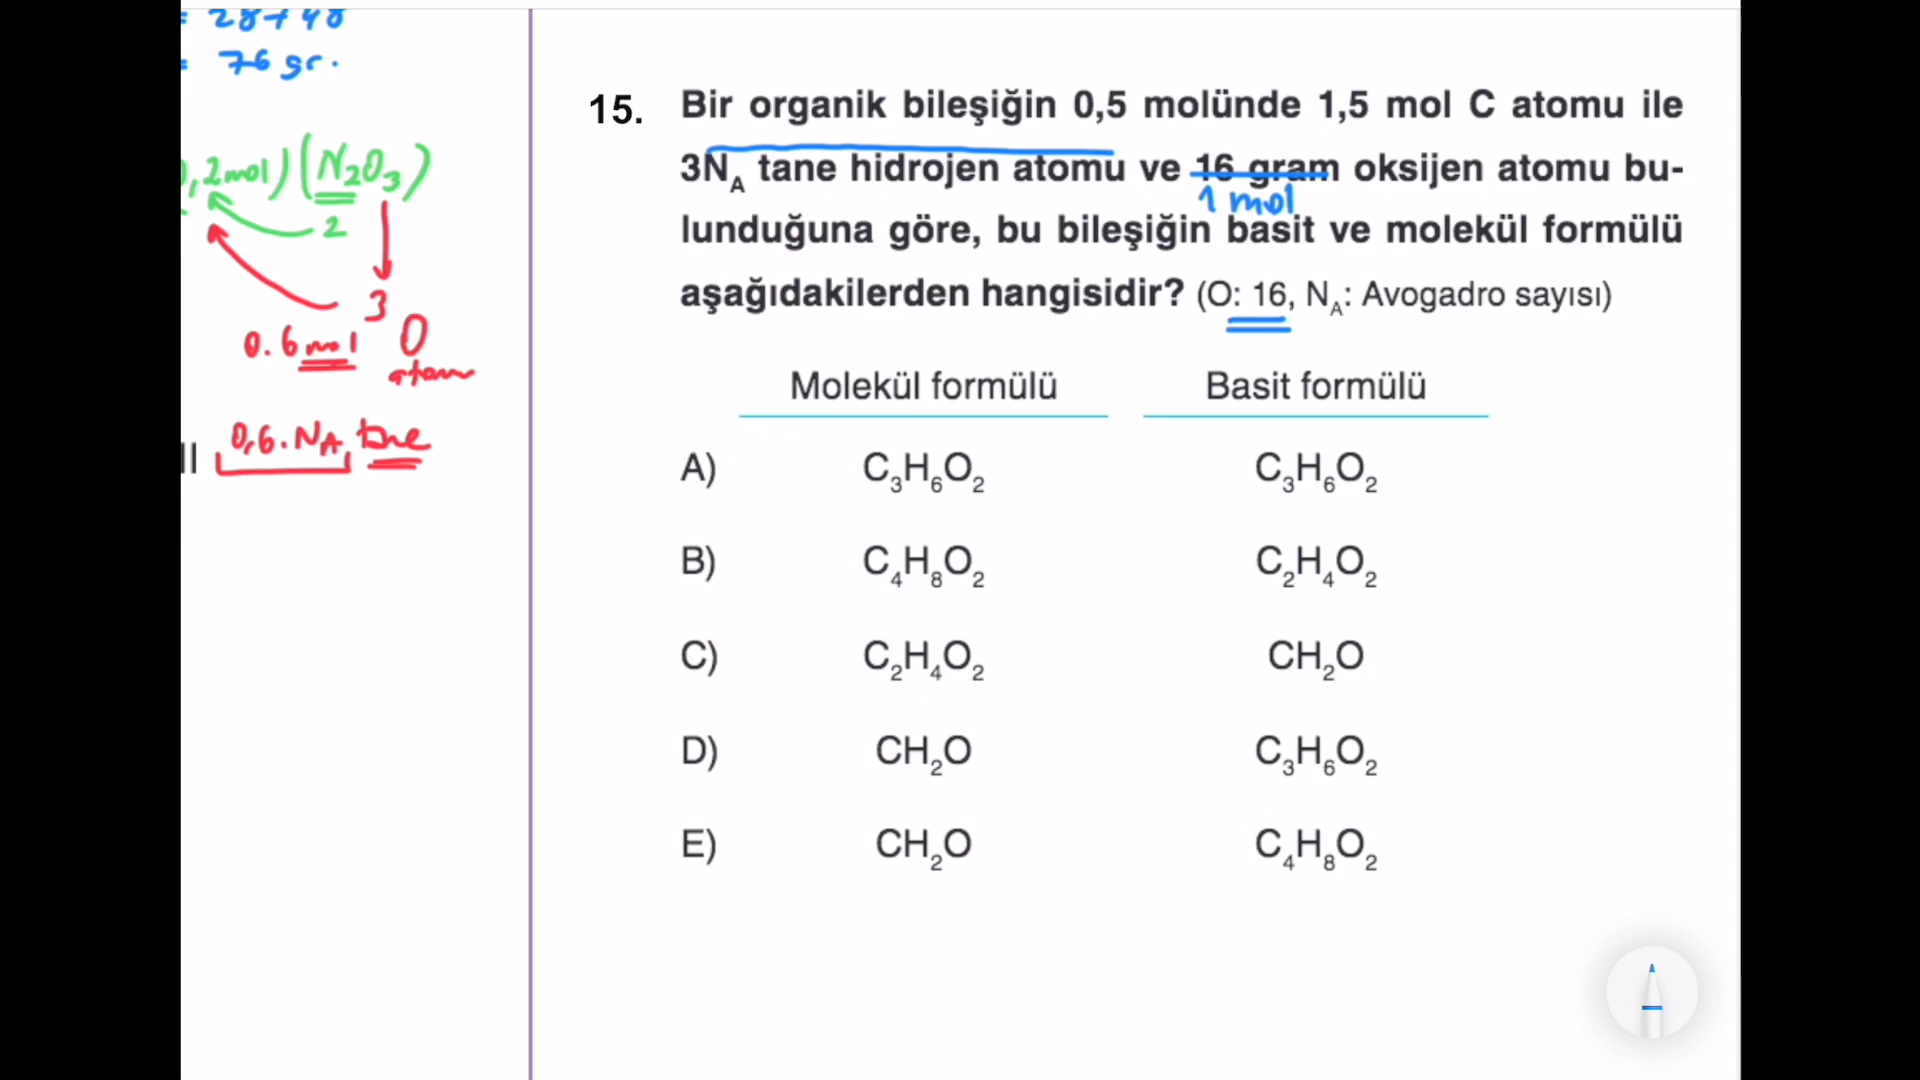 = 28+48
= 76 gr.
,2mol) (N₂O₃)
2
3
0.6 mol O
atom
II 0,6.NA tane
15. Bir organik bileşiğin 0,5 molünde 1,5 mol C atomu ile
3NA tane hidrojen atomu ve 16 gram oksijen atomu bu-
1 mol
lunduğuna göre, bu bileşiğin basit ve molekül formülü
aşağıdakilerden hangisidir? (O: 16, NA: Avogadro sayısı)
Molekül formülü Basit formülü
A) C₃H₆O₂ C₃H₆O₂
B) C₄H₈O₂ C₂H₄O₂
C) C₂H₄O₂ CH₂O
D) CH₂O C₃H₆O₂
E) CH₂O C₄H₈O₂